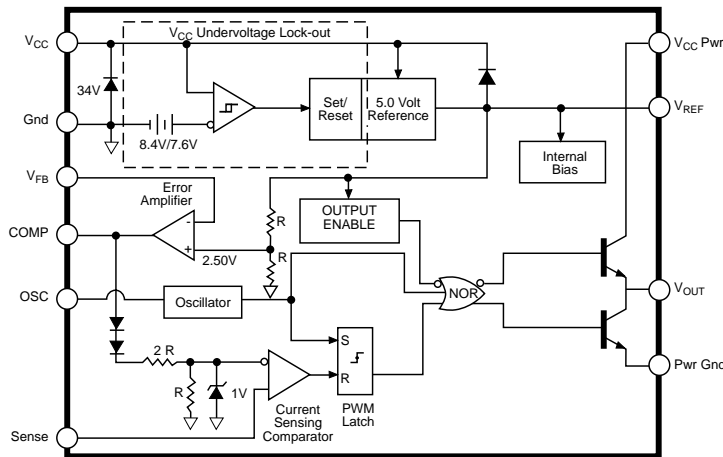 VCC
VCC Undervoltage Lock-out
VCC Pwr
34V
Set/
Reset
5.0 Volt
Reference
Gnd
VREF
8.4V/7.6V
Internal
Bias
VFB
Error
Amplifier
-
+
R
OUTPUT
ENABLE
COMP
2.50V
R
OSC
Oscillator
NOR
VOUT
S
2 R
R
1V
R
Current
Sensing
Comparator
PWM
Latch
Pwr Gnd
Sense